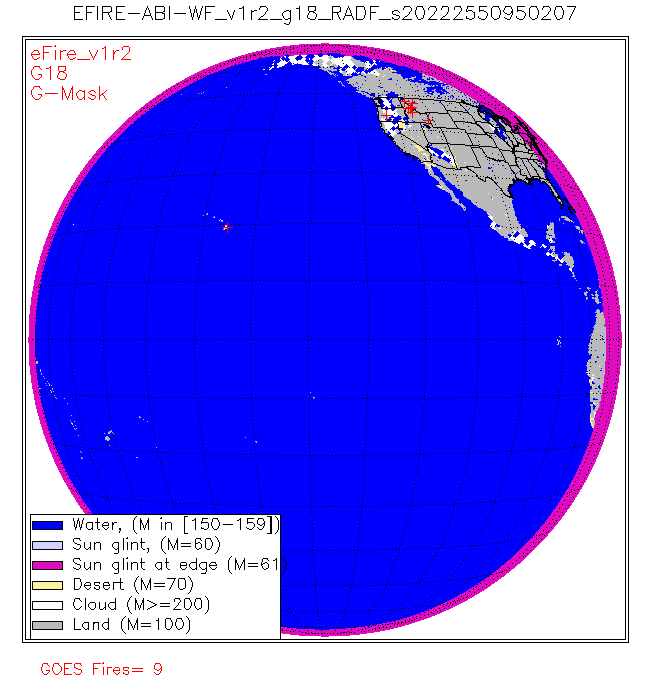 EFIRE-ABI-WF_v1r2_g18_RADF_s20222550950207
eFire_v1r2
G18
G-Mask
Water, (M in [150-159])
Sun glint, (M=60)
Sun glint at edge (M=61)
Desert (M=70)
Cloud (M>=200)
Land (M=100)
GOES Fires= 9